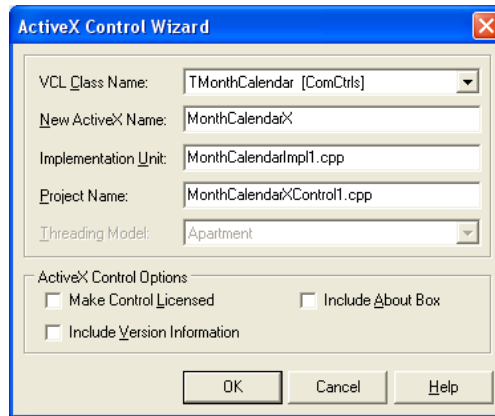 ActiveX Control Wizard
VCL Class Name: TMonthCalendar [ComCtrls]
New ActiveX Name: MonthCalendarX
Implementation Unit: MonthCalendarImpl1.cpp
Project Name: MonthCalendarXControl1.cpp
Threading Model: Apartment
ActiveX Control Options
Make Control Licensed Include About Box
Include Version Information
OK Cancel Help